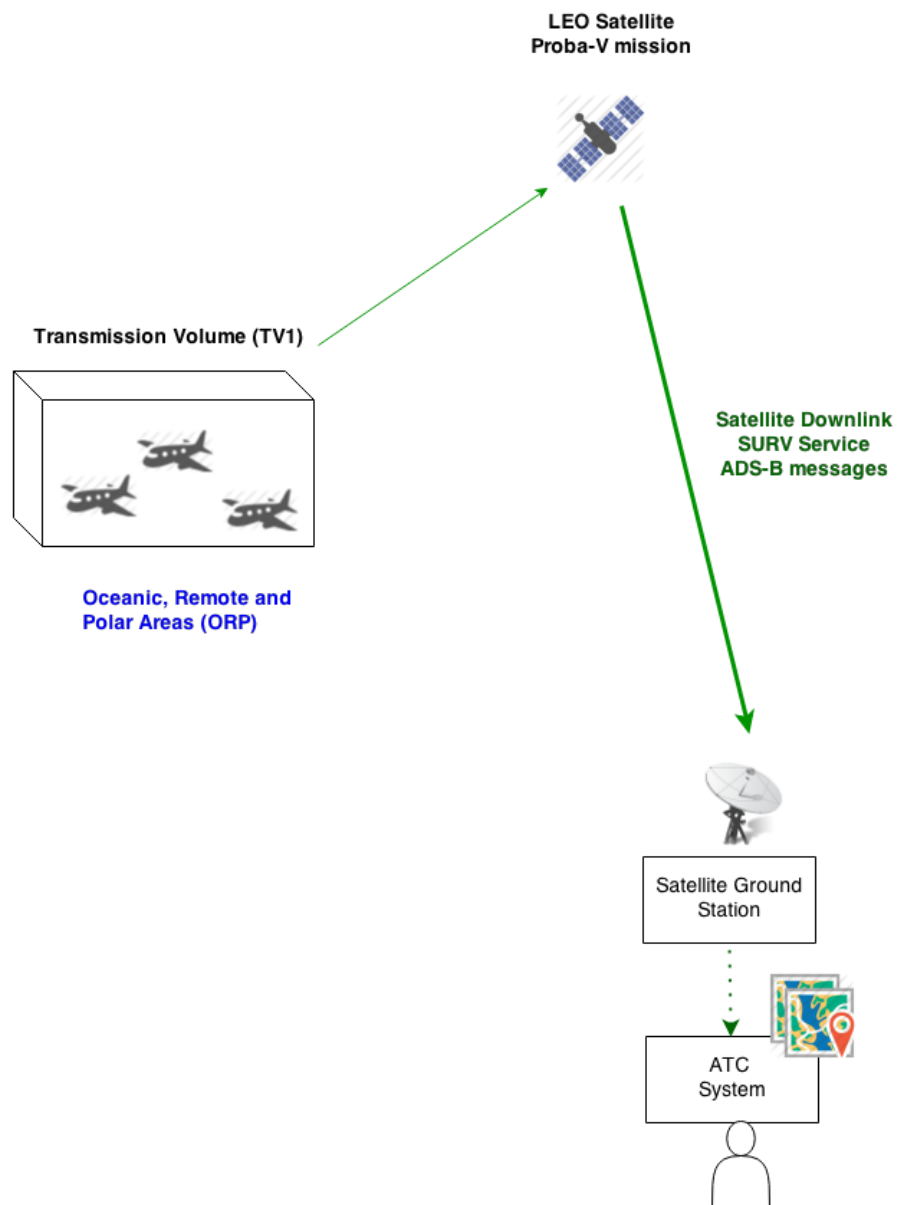 LEO Satellite
Proba-V mission
Transmission Volume (TV1)
Satellite Downlink
SURV Service
ADS-B messages
Oceanic, Remote and
Polar Areas (ORP)
Satellite Ground
Station
ATC
System